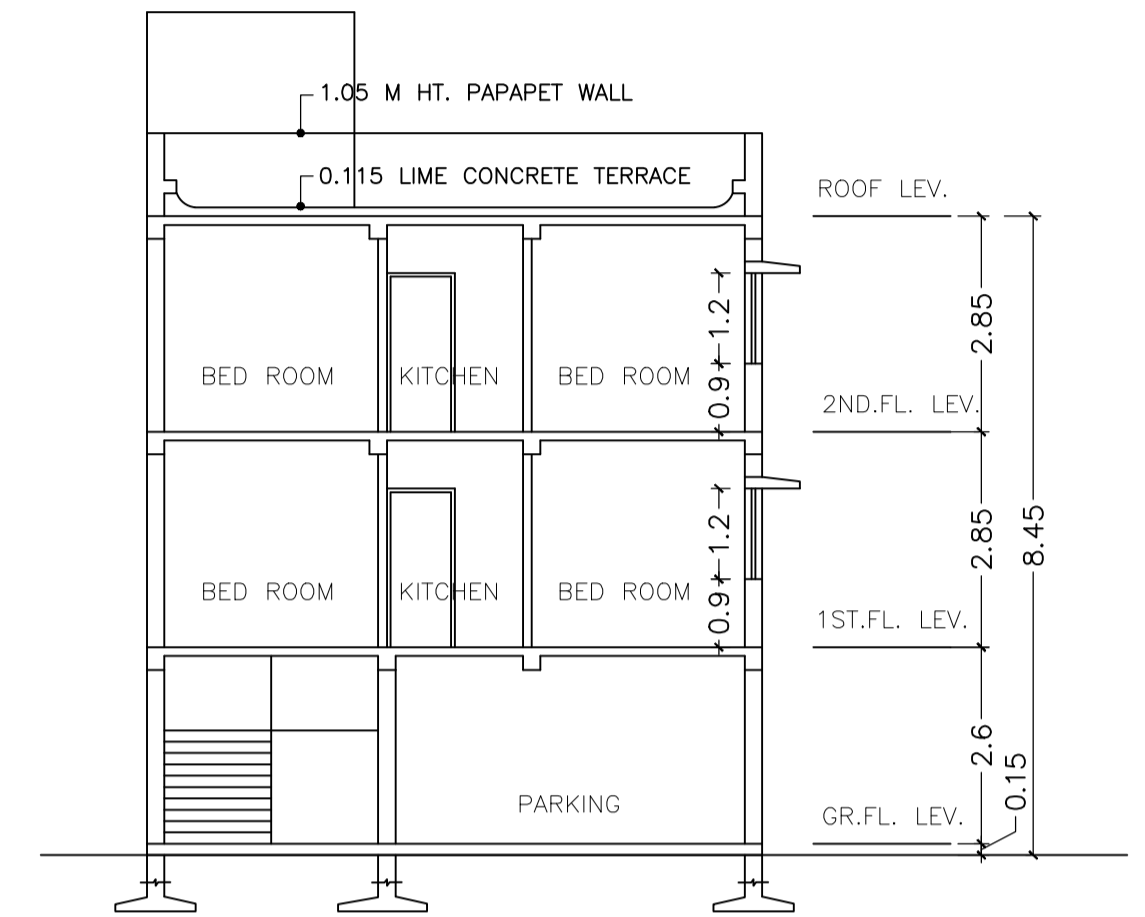 1.05 M HT. PAPAPET WALL
0.115 LIME CONCRETE TERRACE
ROOF LEV.
2.85
1.2
BED ROOM
KITCHEN
BED ROOM
0.9
2ND.FL. LEV.
2.85
8.45
1.2
BED ROOM
KITCHEN
BED ROOM
0.9
1ST.FL. LEV.
2.6
0.15
PARKING
GR.FL. LEV.